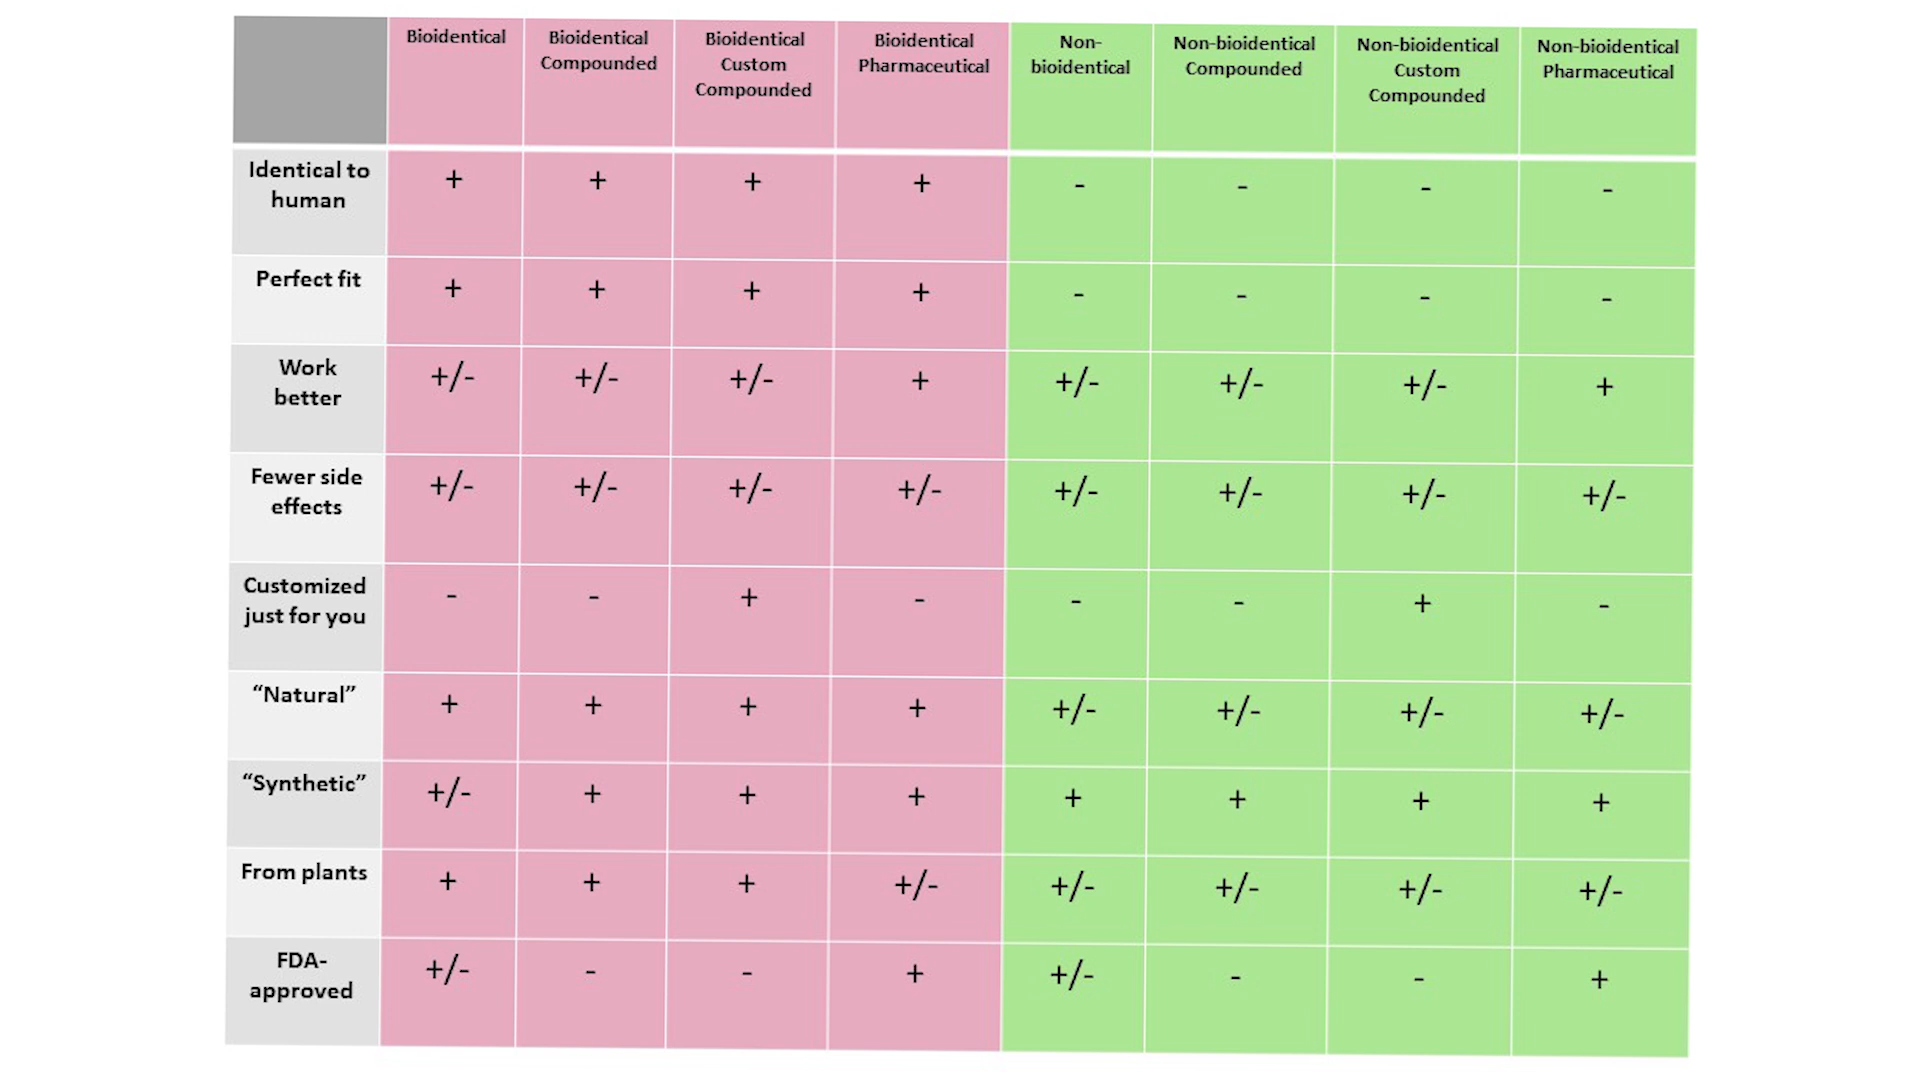 Bioidentical
Bioidentical
Compounded
Bioidentical
Custom
Compounded
Bioidentical
Pharmaceutical
Non-
bioidentical
Non-bioidentical
Compounded
Non-bioidentical
Custom
Compounded
Non-bioidentical
Pharmaceutical
Identical to
human
+ + + + - - - -
Perfect fit
+ + + + - - - -
Work
better
+/- +/- +/- + +/- +/- +/- +
Fewer side
effects
+/- +/- +/- +/- +/- +/- +/- +/-
Customized
just for you
- - + - - - + -
“Natural”
+ + + + +/- +/- +/- +/-
“Synthetic”
+/- + + + + + + +
From plants
+ + + +/- +/- +/- +/- +/-
FDA-
approved
+/- - - + +/- - - +